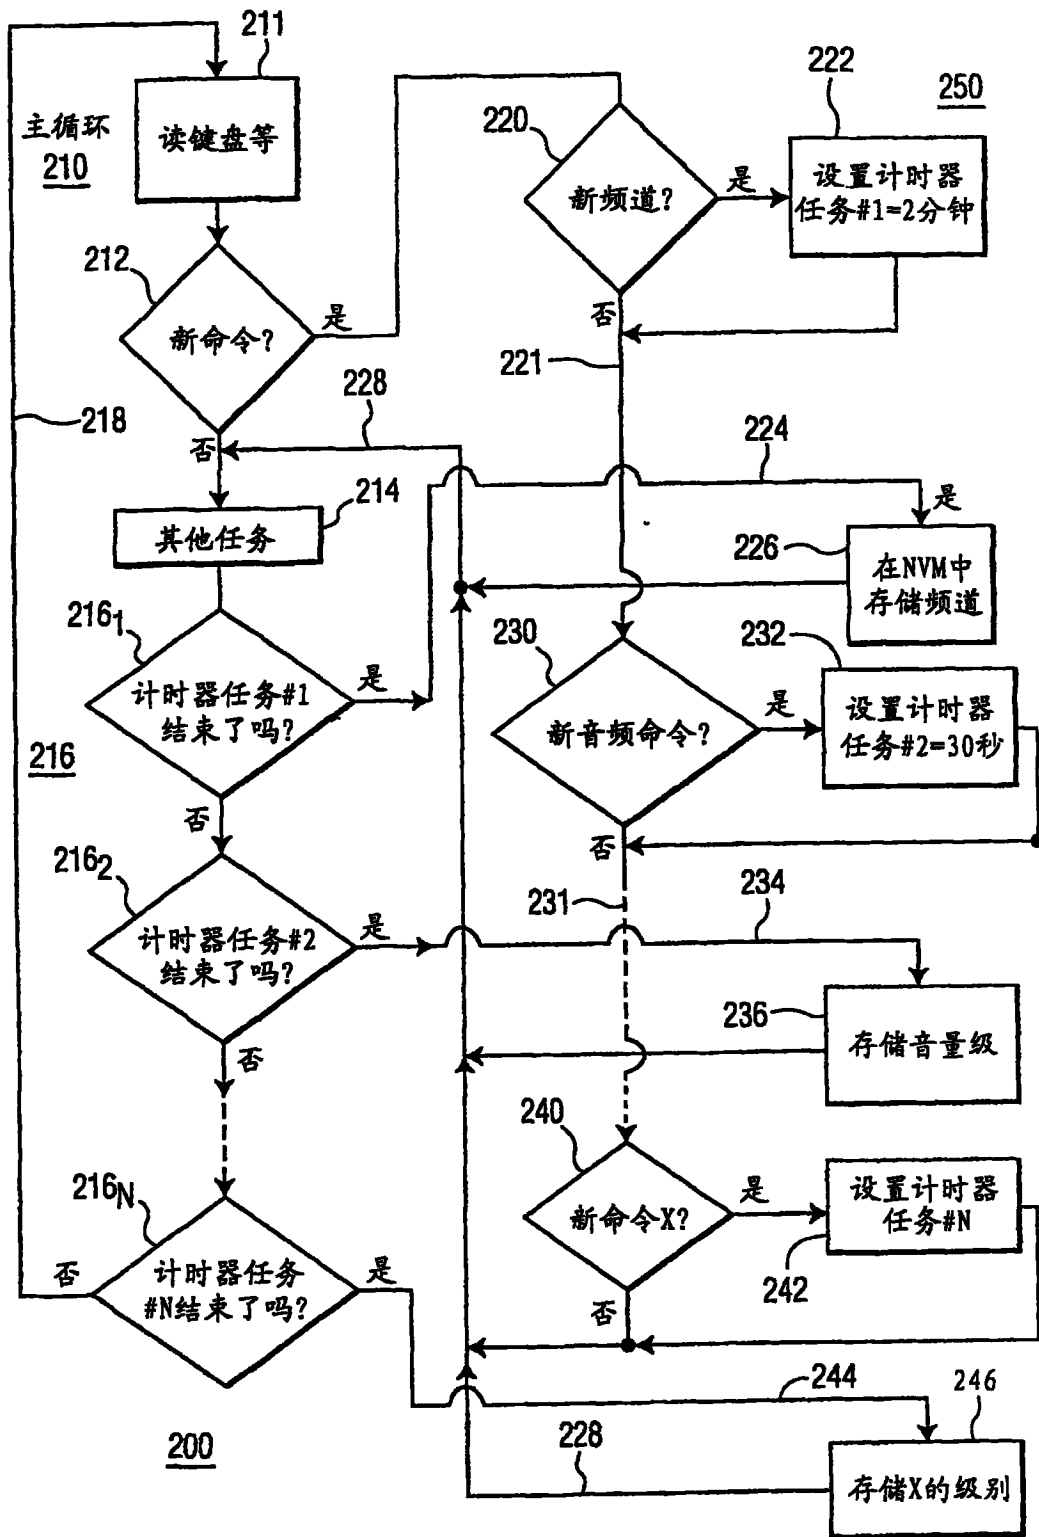 211
主循环
210
读键盘等
212
新命令?
是
否
218
228
214
其他任务
216₁
计时器任务#1
结束了吗?
是
216
否
216₂
计时器任务#2
结束了吗?
是
否
216N
计时器任务
#N结束了吗?
否
是
200
220
新频道?
是
否
222
250
设置计时器
任务#1=2分钟
221
224
是
226
在NVM中
存储频道
230
新音频命令?
是
否
232
设置计时器
任务#2=30秒
231
234
236
存储音量级
240
新命令X?
是
否
设置计时器
任务#N
242
244
246
228
存储X的级别